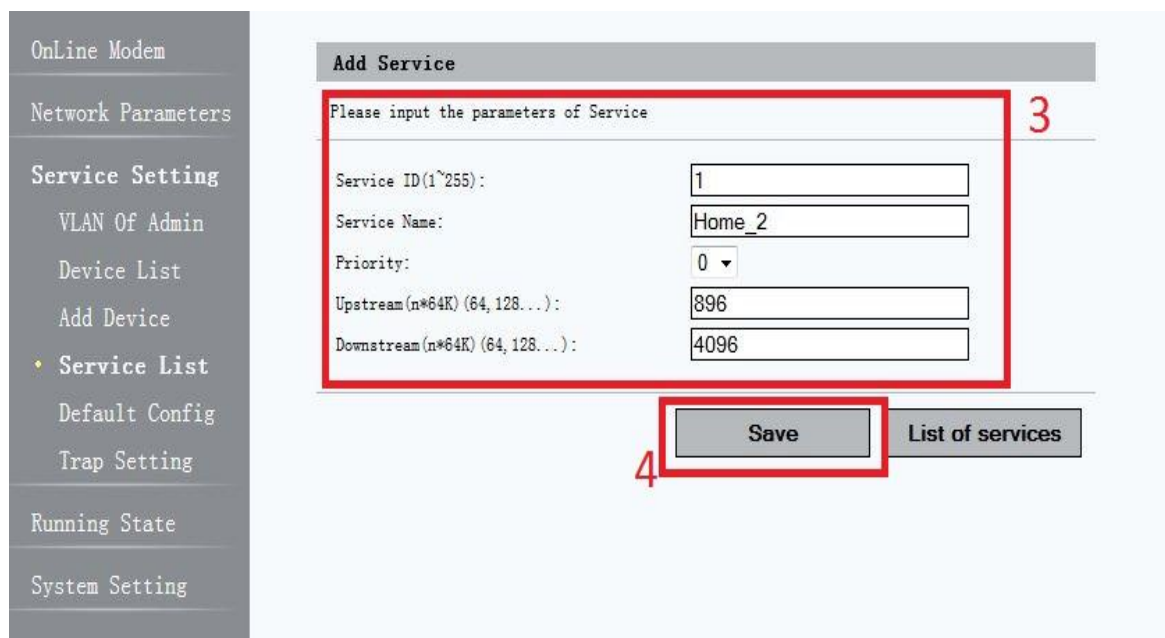 OnLine Modem
Network Parameters
Service Setting
VLAN Of Admin
Device List
Add Device
Service List
Default Config
Trap Setting
Running State
System Setting
Add Service
Please input the parameters of Service
3
Service ID(1~255): 1
Service Name: Home_2
Priority: 0
Upstream(n*64K)(64,128...): 896
Downstream(n*64K)(64,128...): 4096
4
Save List of services